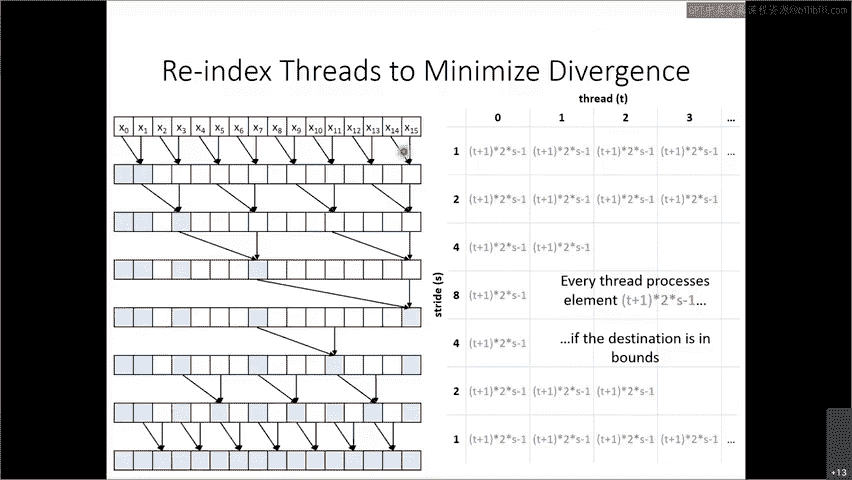 Re-index Threads to Minimize Divergence
x0 x1 x2 x3 x4 x5 x6 x7 x8 x9 x10 x11 x12 x13 x14 x15
thread (t)
0 1 2 3 ...
stride (s)
1 (t+1)*2*s-1 (t+1)*2*s-1 (t+1)*2*s-1 (t+1)*2*s-1 ...
2 (t+1)*2*s-1 (t+1)*2*s-1 (t+1)*2*s-1 (t+1)*2*s-1
4 (t+1)*2*s-1 (t+1)*2*s-1
8 (t+1)*2*s-1
4 (t+1)*2*s-1
2 (t+1)*2*s-1 (t+1)*2*s-1 (t+1)*2*s-1
1 (t+1)*2*s-1 (t+1)*2*s-1 (t+1)*2*s-1 (t+1)*2*s-1 ...
Every thread processes
element (t+1)*2*s-1...
...if the destination is in
bounds
+13